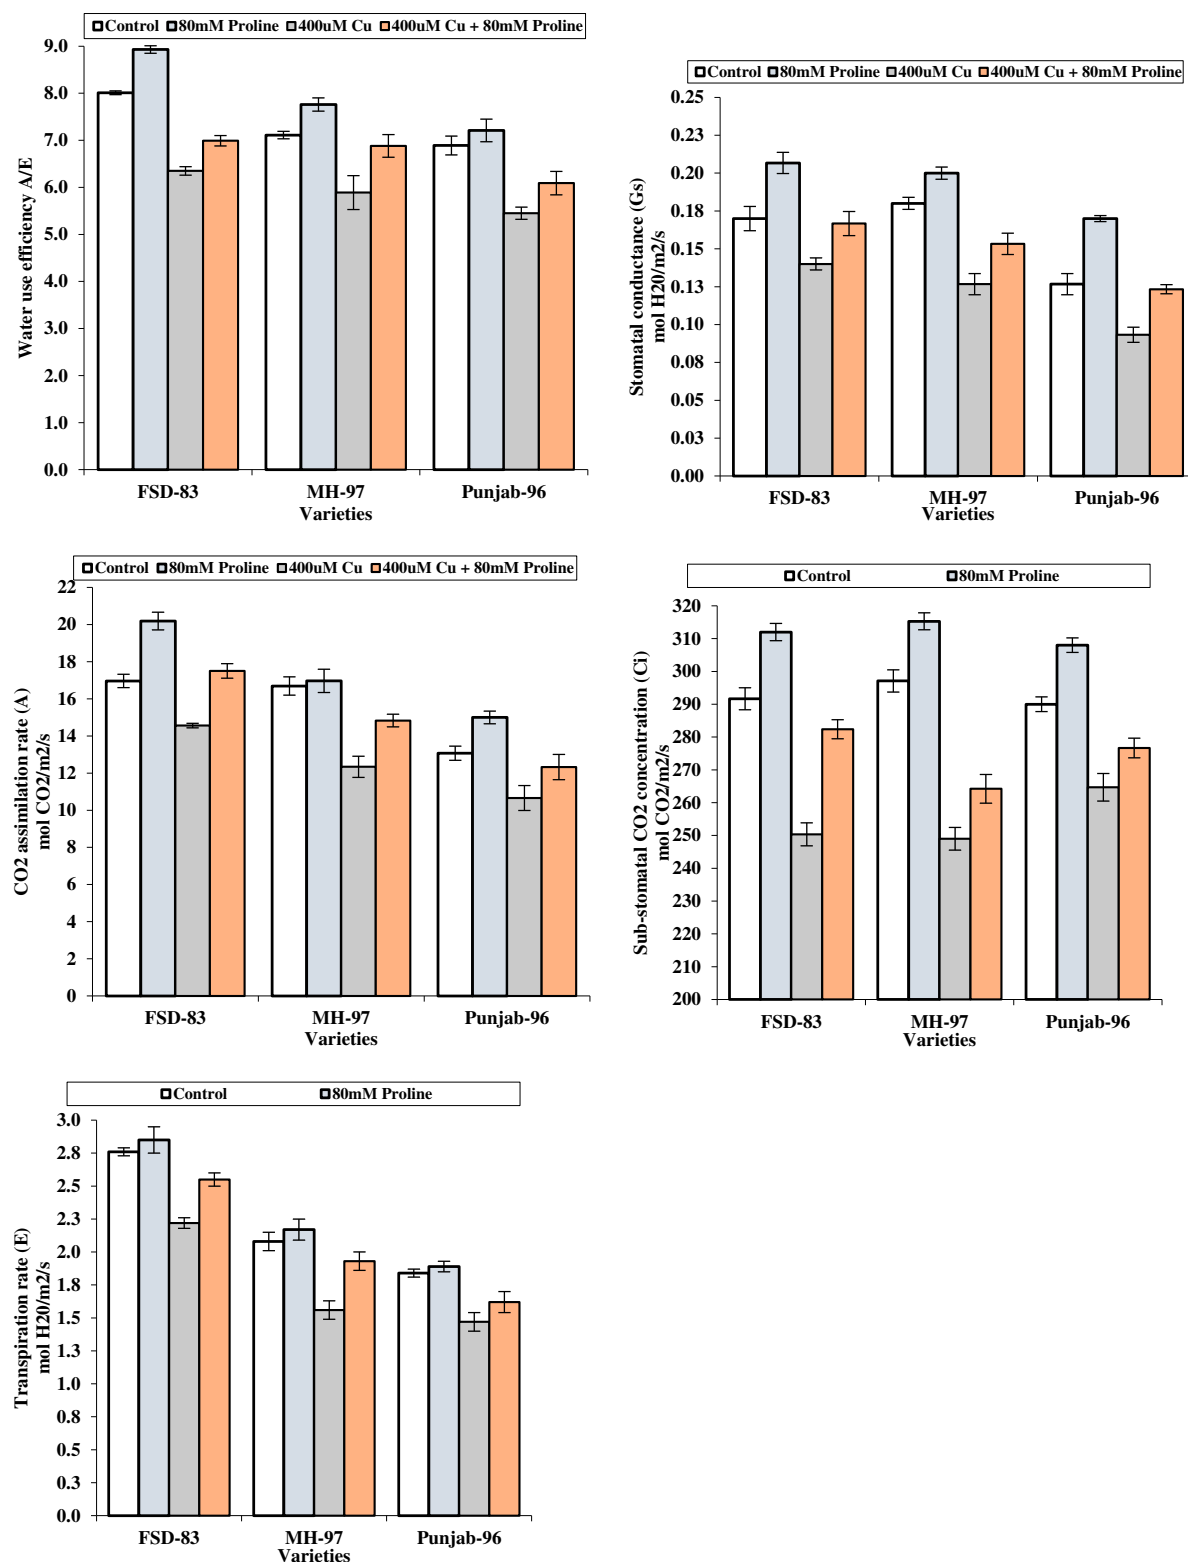 Control 80mM Proline 400uM Cu 400uM Cu + 80mM Proline
9.0
8.0
7.0
6.0
5.0
4.0
3.0
2.0
1.0
0.0
Water use efficiency A/E
FSD-83 MH-97 Punjab-96
Varieties
Control 80mM Proline 400uM Cu 400uM Cu + 80mM Proline
0.25
0.23
0.20
0.18
0.15
0.13
0.10
0.08
0.05
0.03
0.00
Stomatal conductance (Gs)
mol H20/m2/s
FSD-83 MH-97 Punjab-96
Varieties
Control 80mM Proline 400uM Cu 400uM Cu + 80mM Proline
22
20
18
16
14
12
10
8
6
4
2
0
CO2 assimilation rate (A)
mol CO2/m2/s
FSD-83 MH-97 Punjab-96
Varieties
Control 80mM Proline
320
310
300
290
280
270
260
250
240
230
220
210
200
Sub-stomatal CO2 concentration (Ci)
mol CO2/m2/s
FSD-83 MH-97 Punjab-96
Varieties
Control 80mM Proline
3.0
2.8
2.5
2.3
2.0
1.8
1.5
1.3
1.0
0.8
0.5
0.3
0.0
Transpiration rate (E)
mol H20/m2/s
FSD-83 MH-97 Punjab-96
Varieties